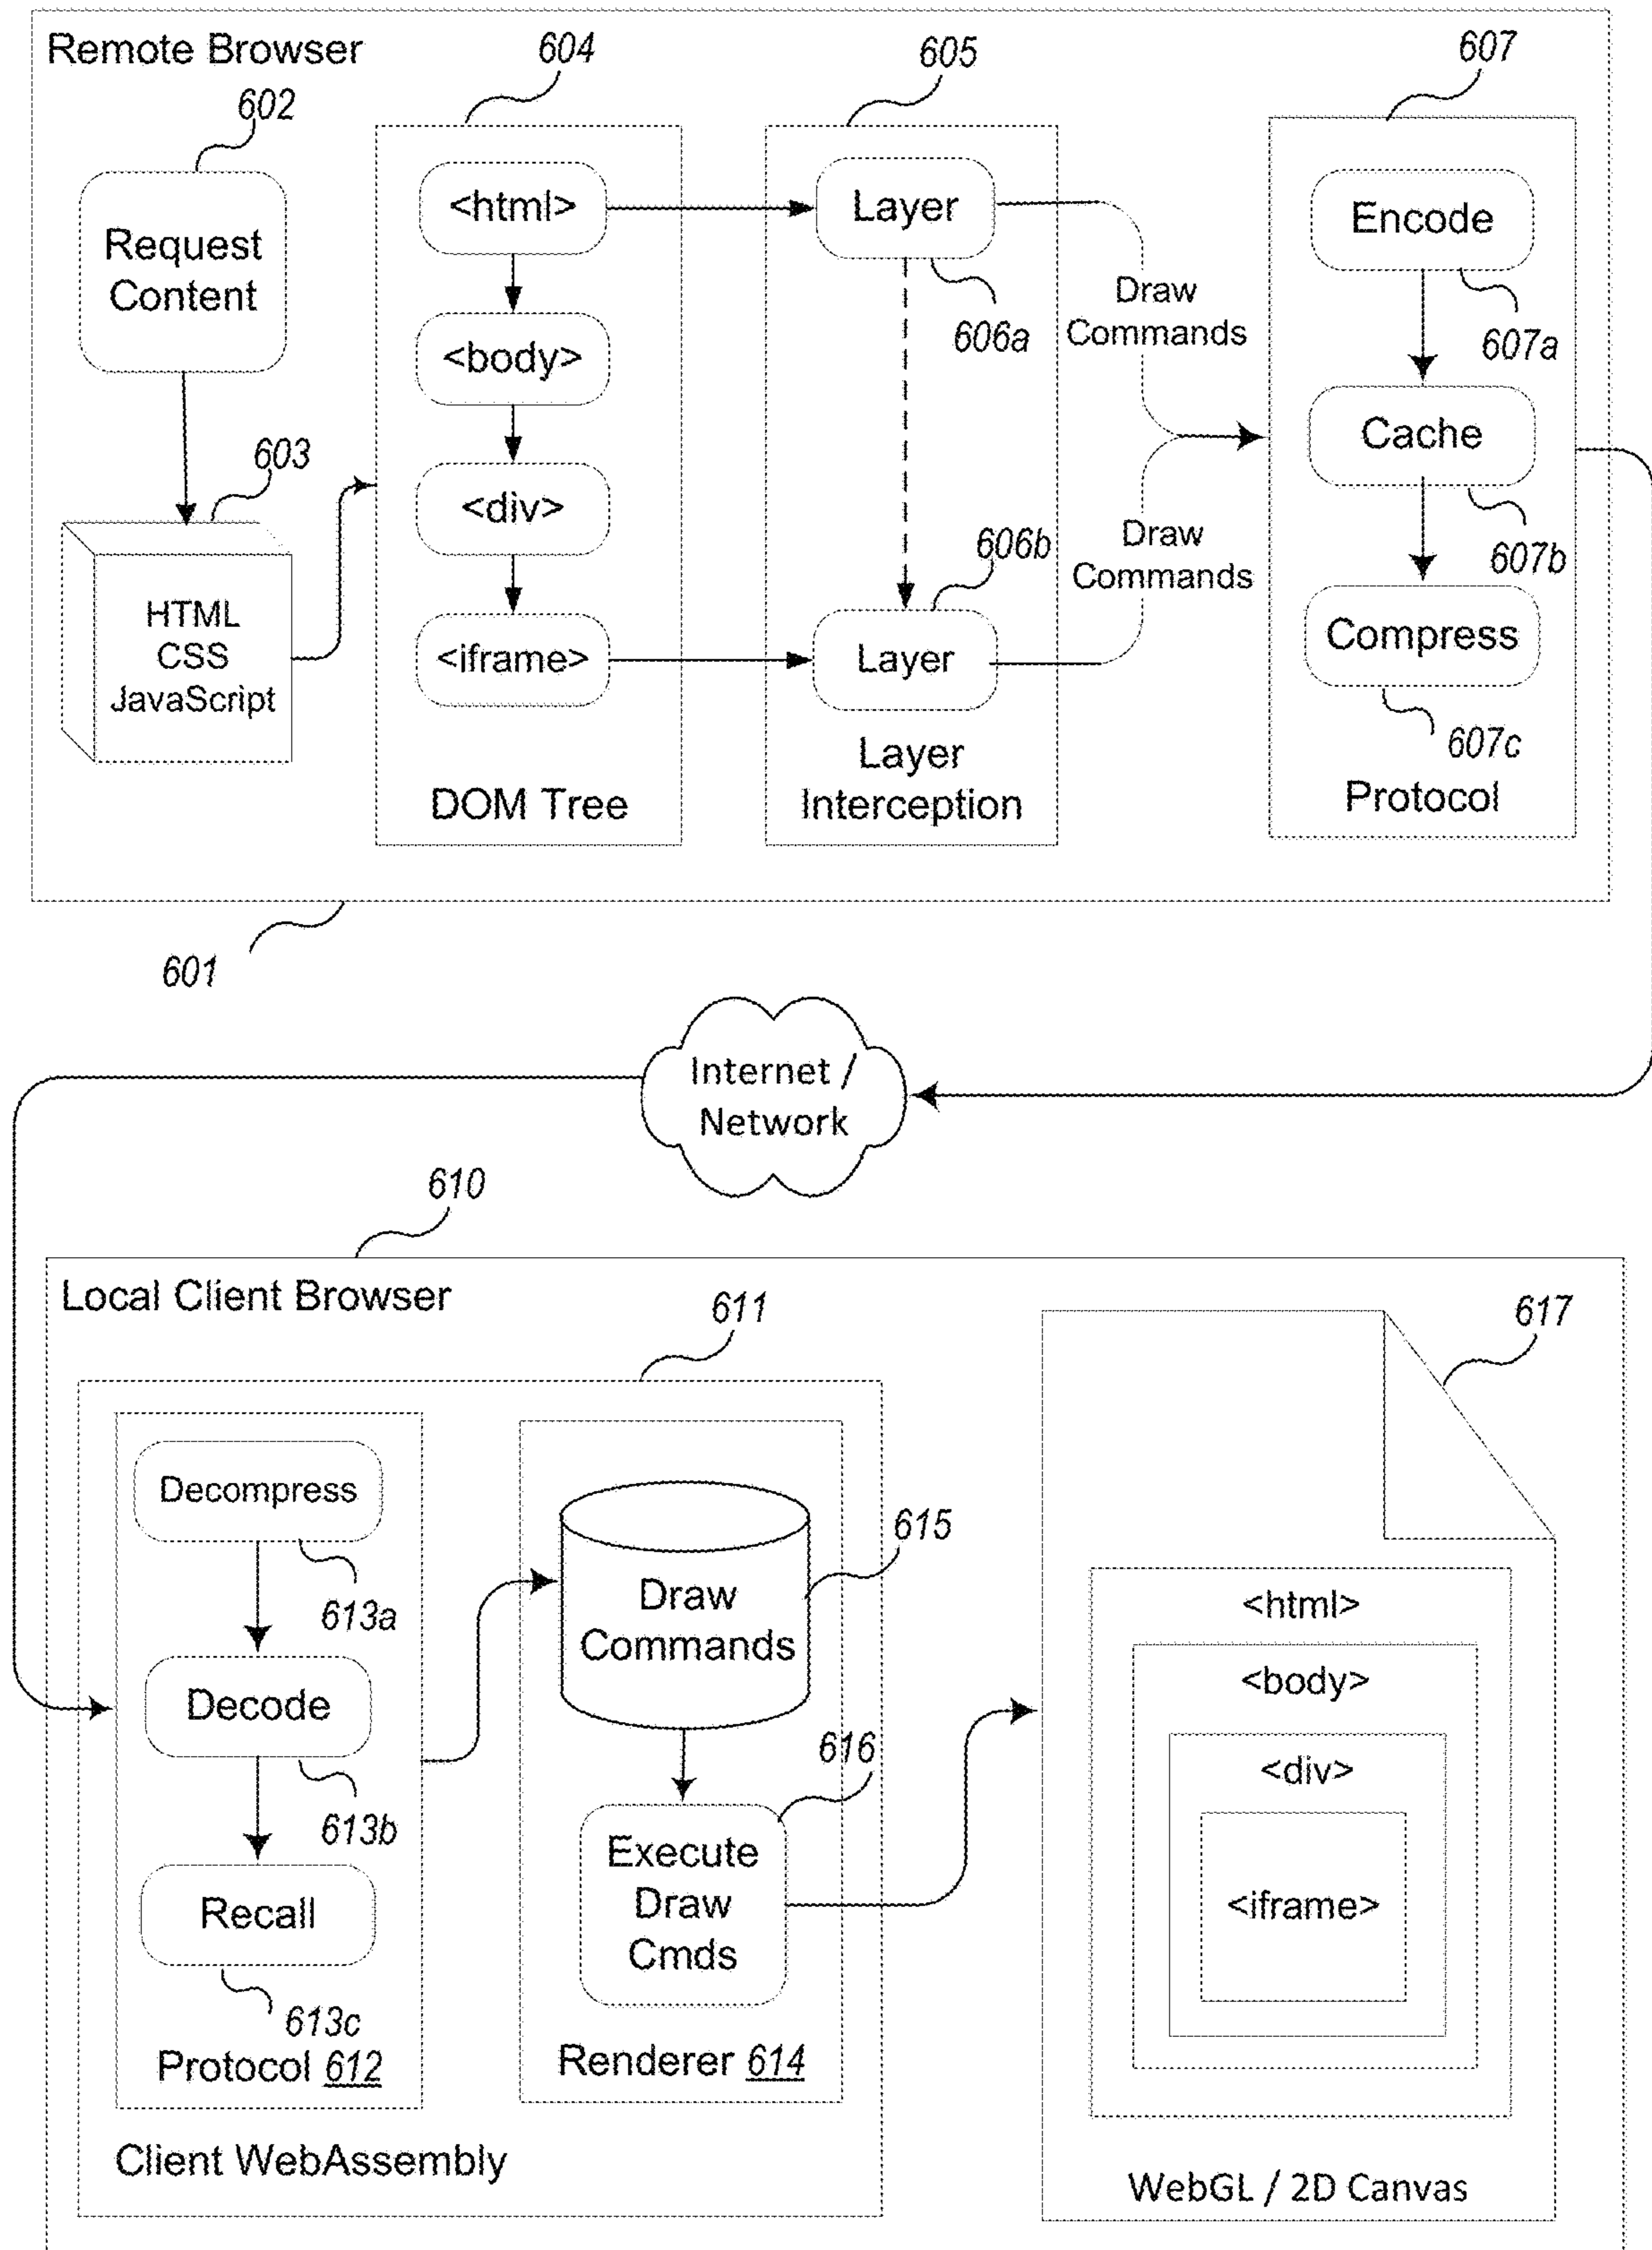 Remote Browser
602
604
605
607
Request
Content
603
HTML
CSS
JavaScript
<html>
<body>
<div>
<iframe>
DOM Tree
Layer
606a
606b
Layer
Layer
Interception
Draw
Commands
Draw
Commands
Encode
607a
Cache
607b
Compress
607c
Protocol
601
Internet /
Network
610
Local Client Browser
611
617
Decompress
613a
Decode
613b
Recall
613c
Protocol 612
Draw
Commands
615
616
Execute
Draw
Cmds
Renderer 614
Client WebAssembly
<html>
<body>
<div>
<iframe>
WebGL / 2D Canvas